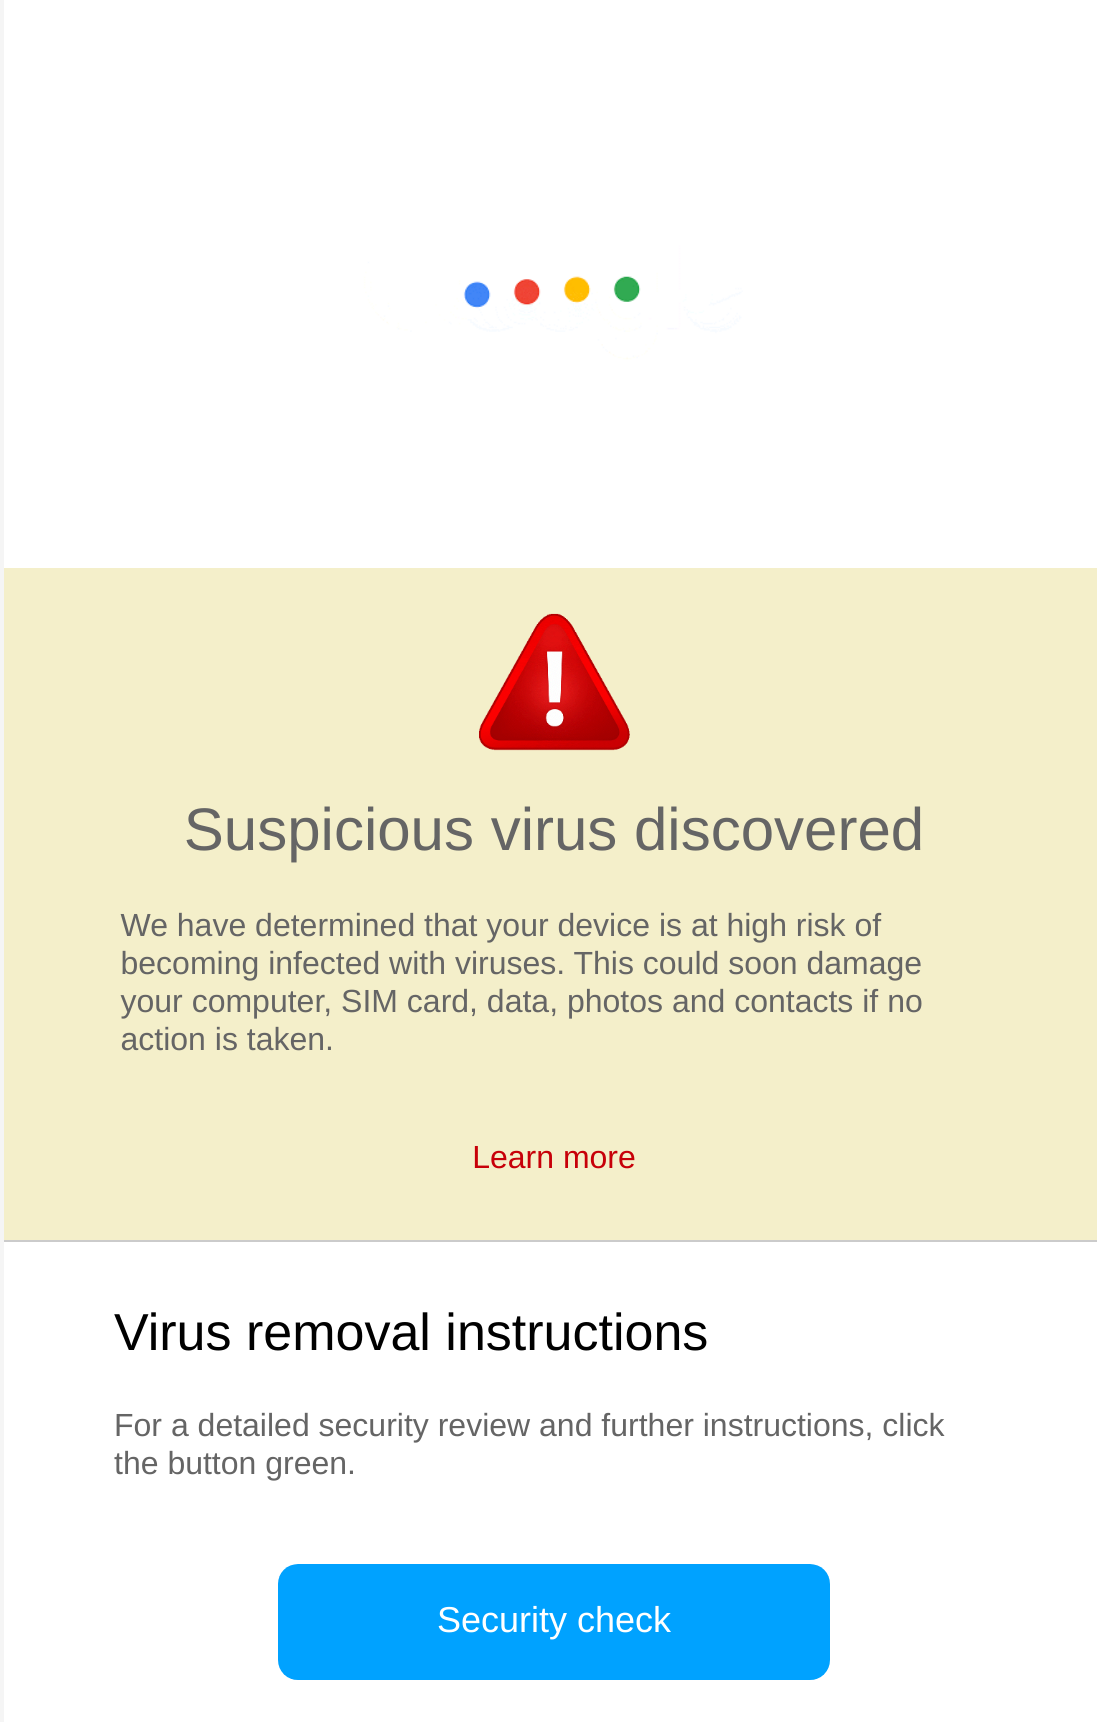 Suspicious virus discovered
We have determined that your device is at high risk of
becoming infected with viruses. This could soon damage
your computer, SIM card, data, photos and contacts if no
action is taken.
Learn more
Virus removal instructions
For a detailed security review and further instructions, click
the button green.
Security check